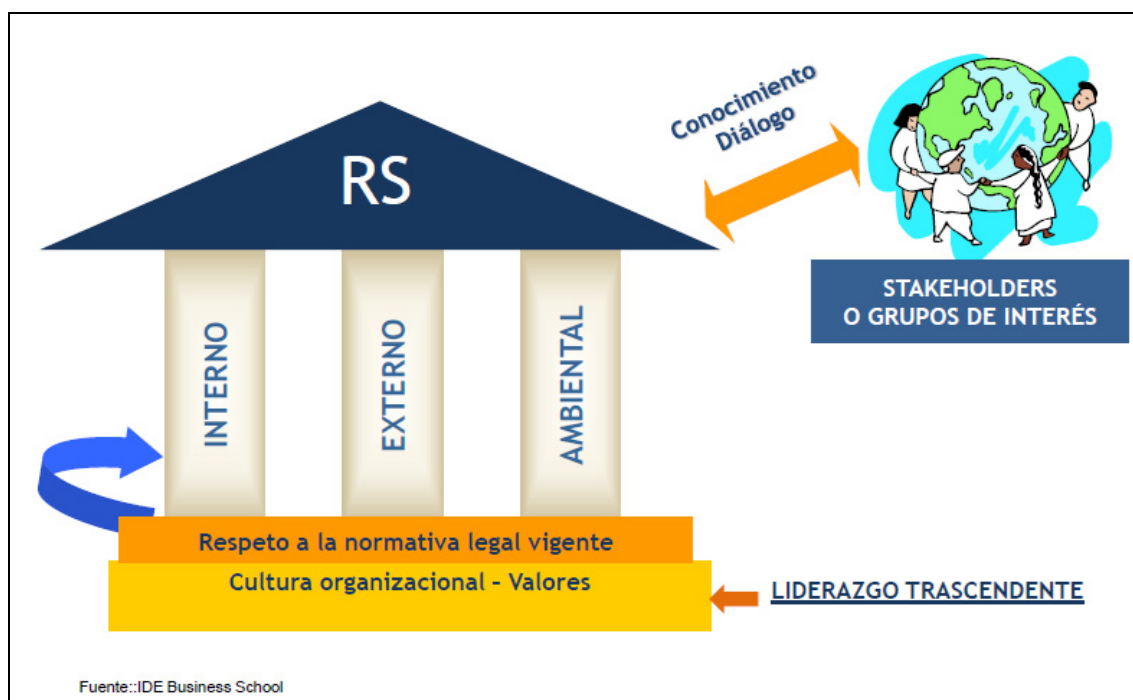 Conocimiento
Diálogo
RS
STAKEHOLDERS
O GRUPOS DE INTERÉS
INTERNO
EXTERNO
AMBIENTAL
Respeto a la normativa legal vigente
Cultura organizacional – Valores
LIDERAZGO TRASCENDENTE
Fuente::IDE Business School